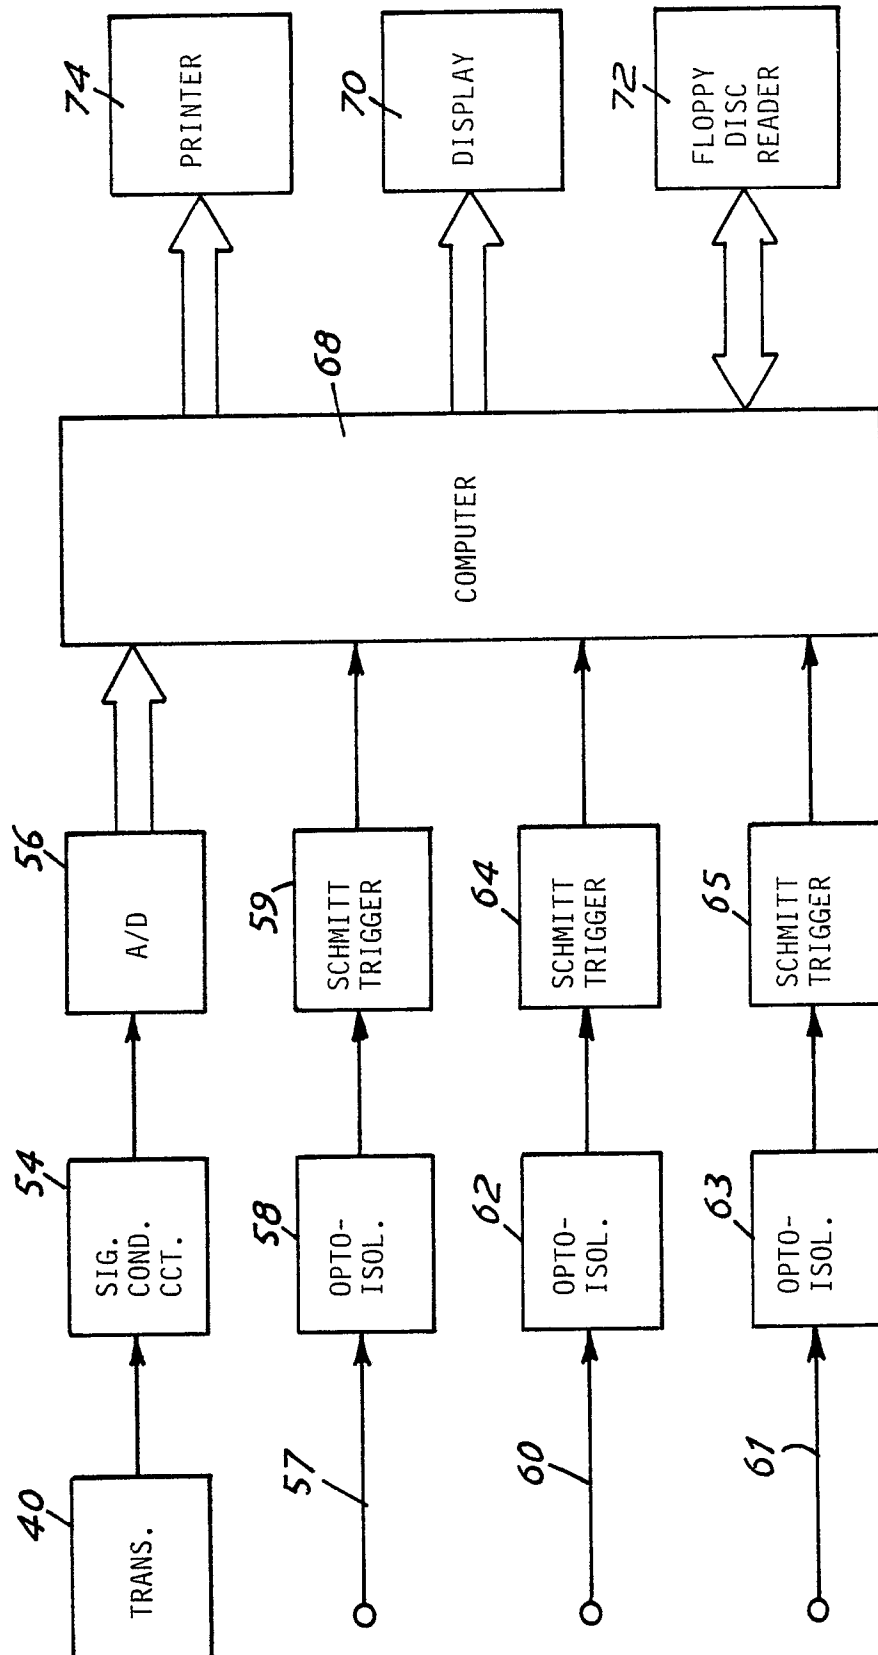 40
TRANS.
54
SIG.
COND.
CCT.
56
A/D
57
58
OPTO-
ISOL.
59
SCHMITT
TRIGGER
60
62
OPTO-
ISOL.
64
SCHMITT
TRIGGER
61
63
OPTO-
ISOL.
65
SCHMITT
TRIGGER
68
COMPUTER
74
PRINTER
70
DISPLAY
72
FLOPPY
DISC
READER